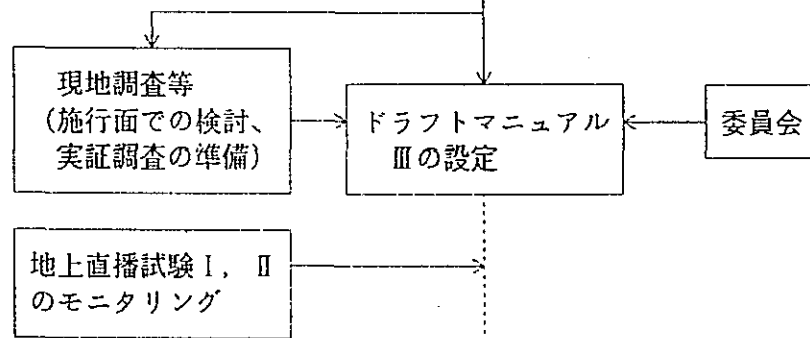 現地調査等
（施行面での検討、
実証調査の準備）
ドラフトマニュアル
Ⅲの設定
委員会
地上直播試験Ⅰ，Ⅱ
のモニタリング